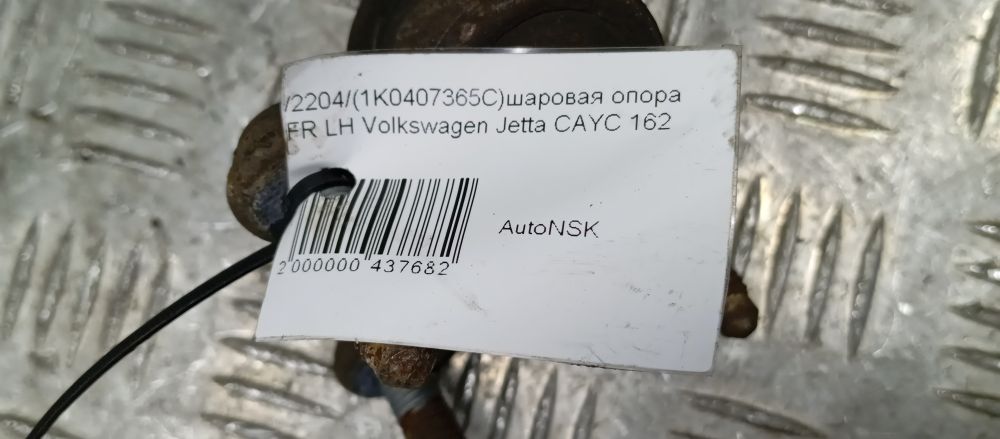 /2204/(1K0407365C)шаровая опора
FR LH Volkswagen Jetta CAYC 162
AutoNSK
2 000000 437682